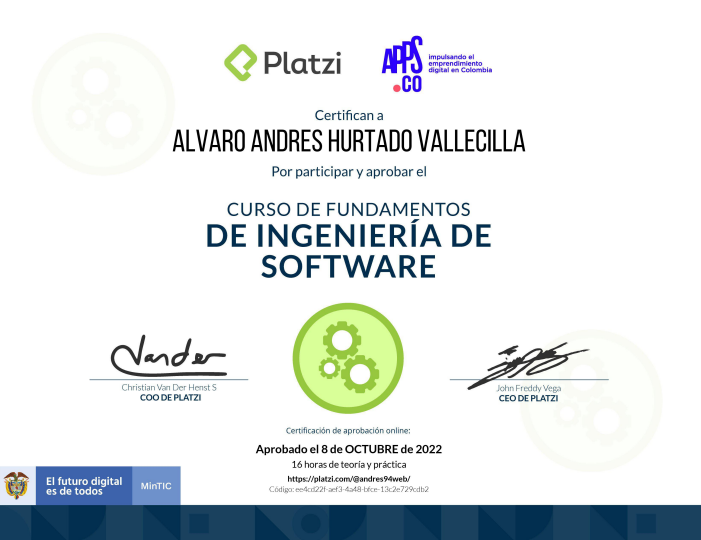 Platzi
APPS
.CO
impulsando el
emprendimiento
digital en Colombia
Certifican a
ALVARO ANDRES HURTADO VALLECILLA
Por participar y aprobar el
CURSO DE FUNDAMENTOS
DE INGENIERÍA DE
SOFTWARE
Christian Van Der Henst S
COO DE PLATZI
John Freddy Vega
CEO DE PLATZI
Certificación de aprobación online:
Aprobado el 8 de OCTUBRE de 2022
16 horas de teoría y práctica
https://platzi.com/@andres94web/
Código: ee4cd22f-aef3-4a48-bfce-13c2e729cdb2
El futuro digital
es de todos
MinTIC